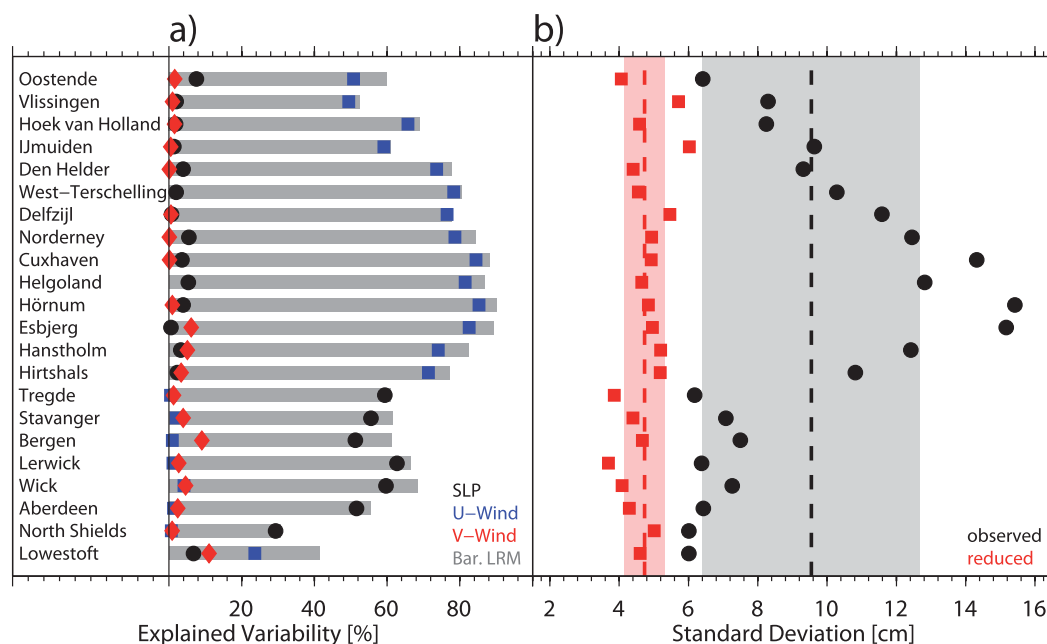 a)
b)
Oostende
Vlissingen
Hoek van Holland
IJmuiden
Den Helder
West−Terschelling
Delfzijl
Norderney
Cuxhaven
Helgoland
Hörnum
Esbjerg
Hanstholm
Hirtshals
Tregde
Stavanger
Bergen
Lerwick
Wick
Aberdeen
North Shields
Lowestoft
SLP
U−Wind
V−Wind
Bar. LRM
observed
reduced
20 40 60 80
2 4 6 8 10 12 14 16
Explained Variability [%]
Standard Deviation [cm]